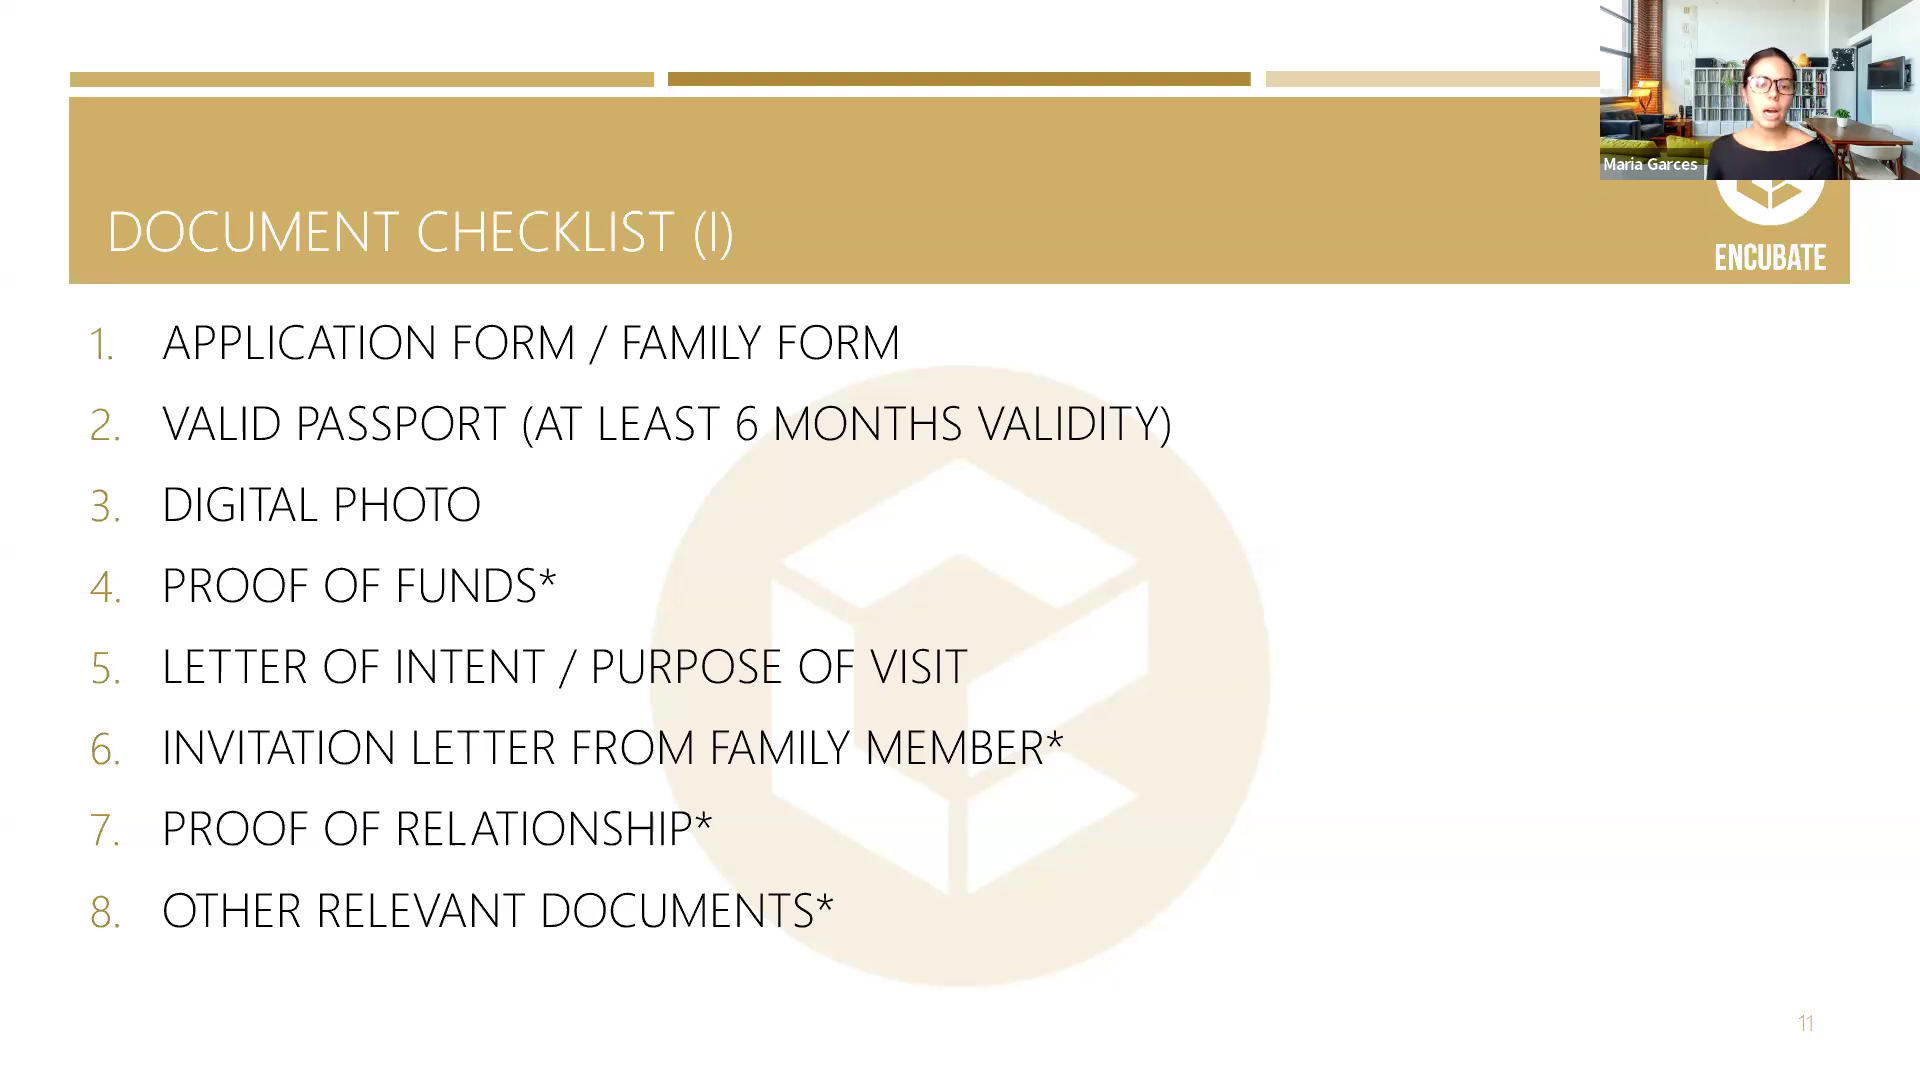 Maria Garces
DOCUMENT CHECKLIST (I)
ENCUBATE
1. APPLICATION FORM / FAMILY FORM
2. VALID PASSPORT (AT LEAST 6 MONTHS VALIDITY)
3. DIGITAL PHOTO
4. PROOF OF FUNDS*
5. LETTER OF INTENT / PURPOSE OF VISIT
6. INVITATION LETTER FROM FAMILY MEMBER*
7. PROOF OF RELATIONSHIP*
8. OTHER RELEVANT DOCUMENTS*
11